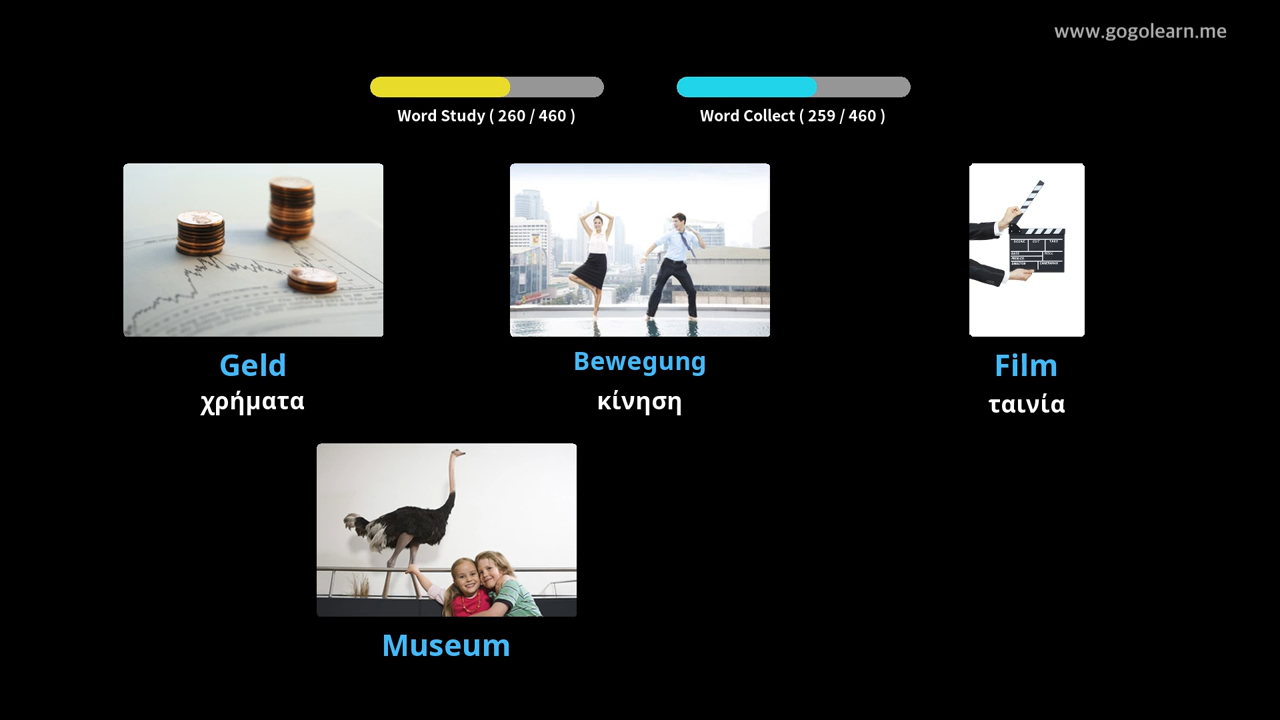 www.gogolearn.me
Word Study ( 260 / 460 )
Word Collect ( 259 / 460 )
Geld
Bewegung
Film
χρήματα
κίνηση
ταινία
Museum